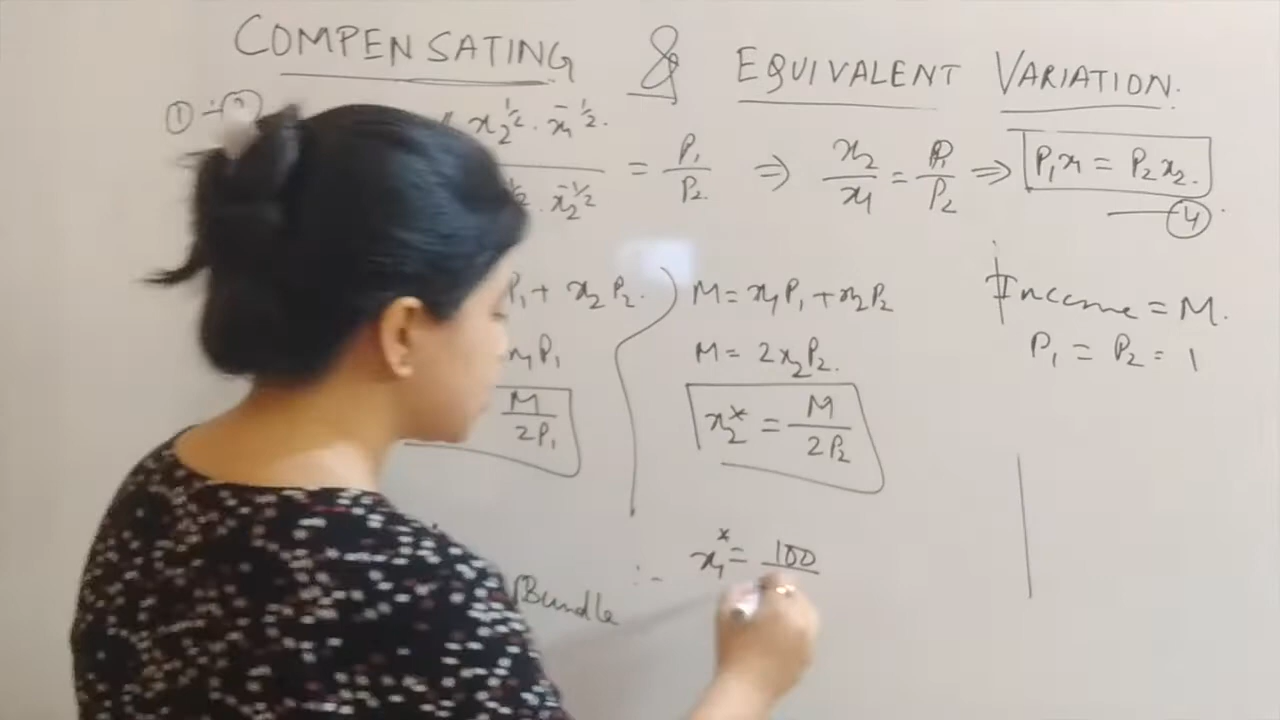 COMPENSATING & EQUIVALENT VARIATION.
① ÷ ② x₂^½ . x₁^-½ .
½ . x₂^-½ = P₁/P₂. ⇒ x₂/x₁ = P₁/P₂ ⇒ P₁x₁ = P₂x₂.
④
P₁ + x₂P₂.
x₁P₁
M/2P₁
M = x₁P₁ + x₂P₂
M = 2x₂P₂.
x₂* = M/2P₂
Income = M.
P₁ = P₂ = 1
Bundle :- x₁* = 100